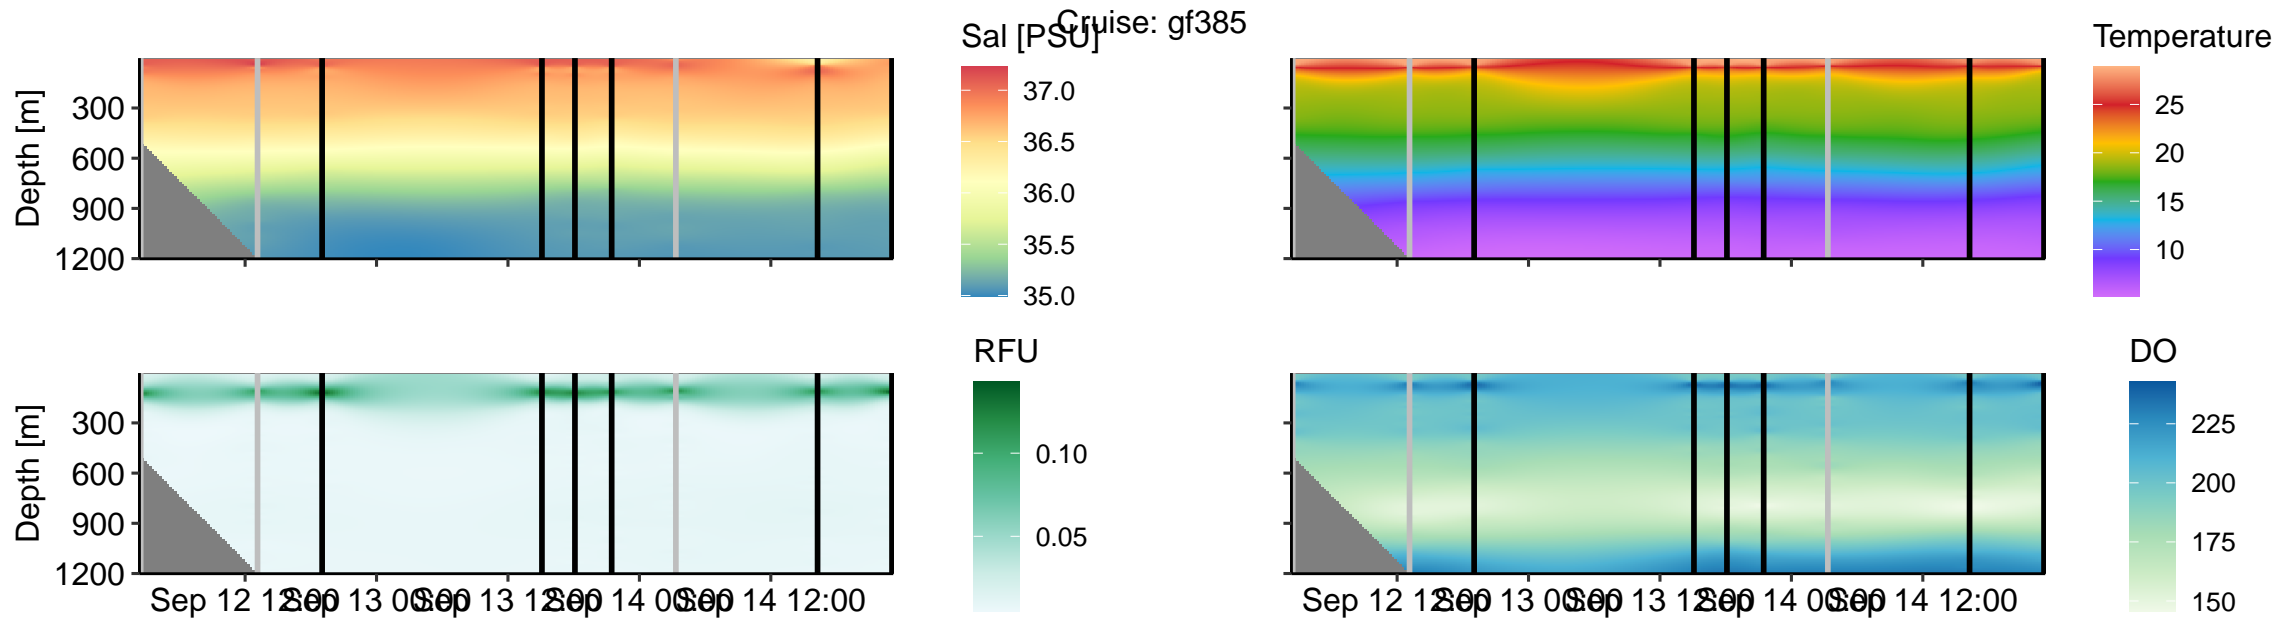 Cruise: gf385
Sal [PSU]
Depth [m]
300
600
900
1200
37.0
36.5
36.0
35.5
35.0
Temperature
25
20
15
10
RFU
Depth [m]
300
600
900
1200
Sep 12 12:00
Sep 13 00:00
Sep 13 12:00
Sep 14 00:00
Sep 14 12:00
0.10
0.05
DO
225
200
175
150
Sep 12 12:00
Sep 13 00:00
Sep 13 12:00
Sep 14 00:00
Sep 14 12:00